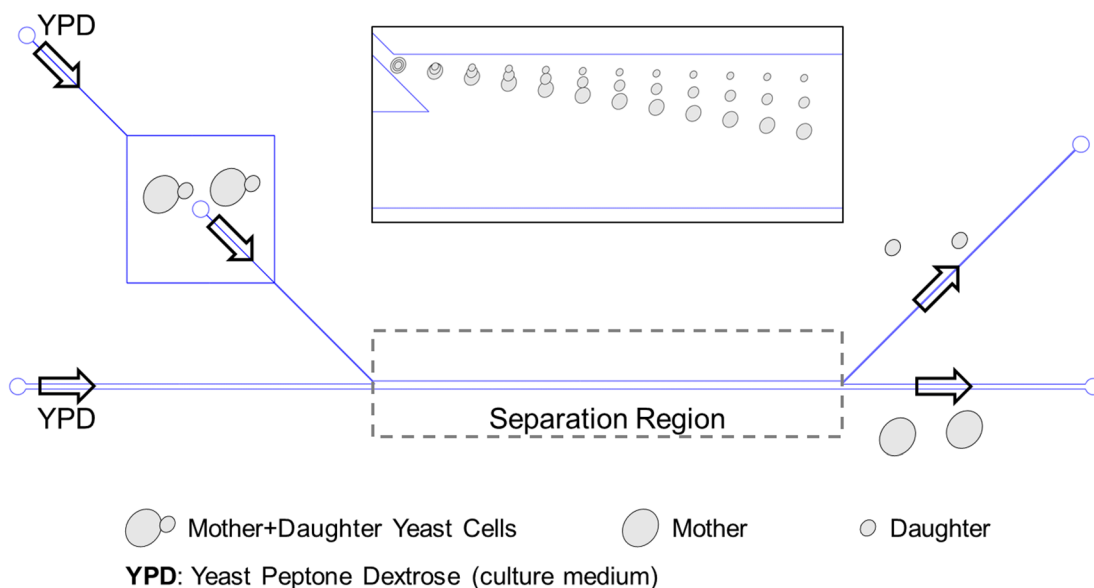 YPD
YPD
Separation Region
Mother+Daughter Yeast Cells
Mother
Daughter
YPD: Yeast Peptone Dextrose (culture medium)